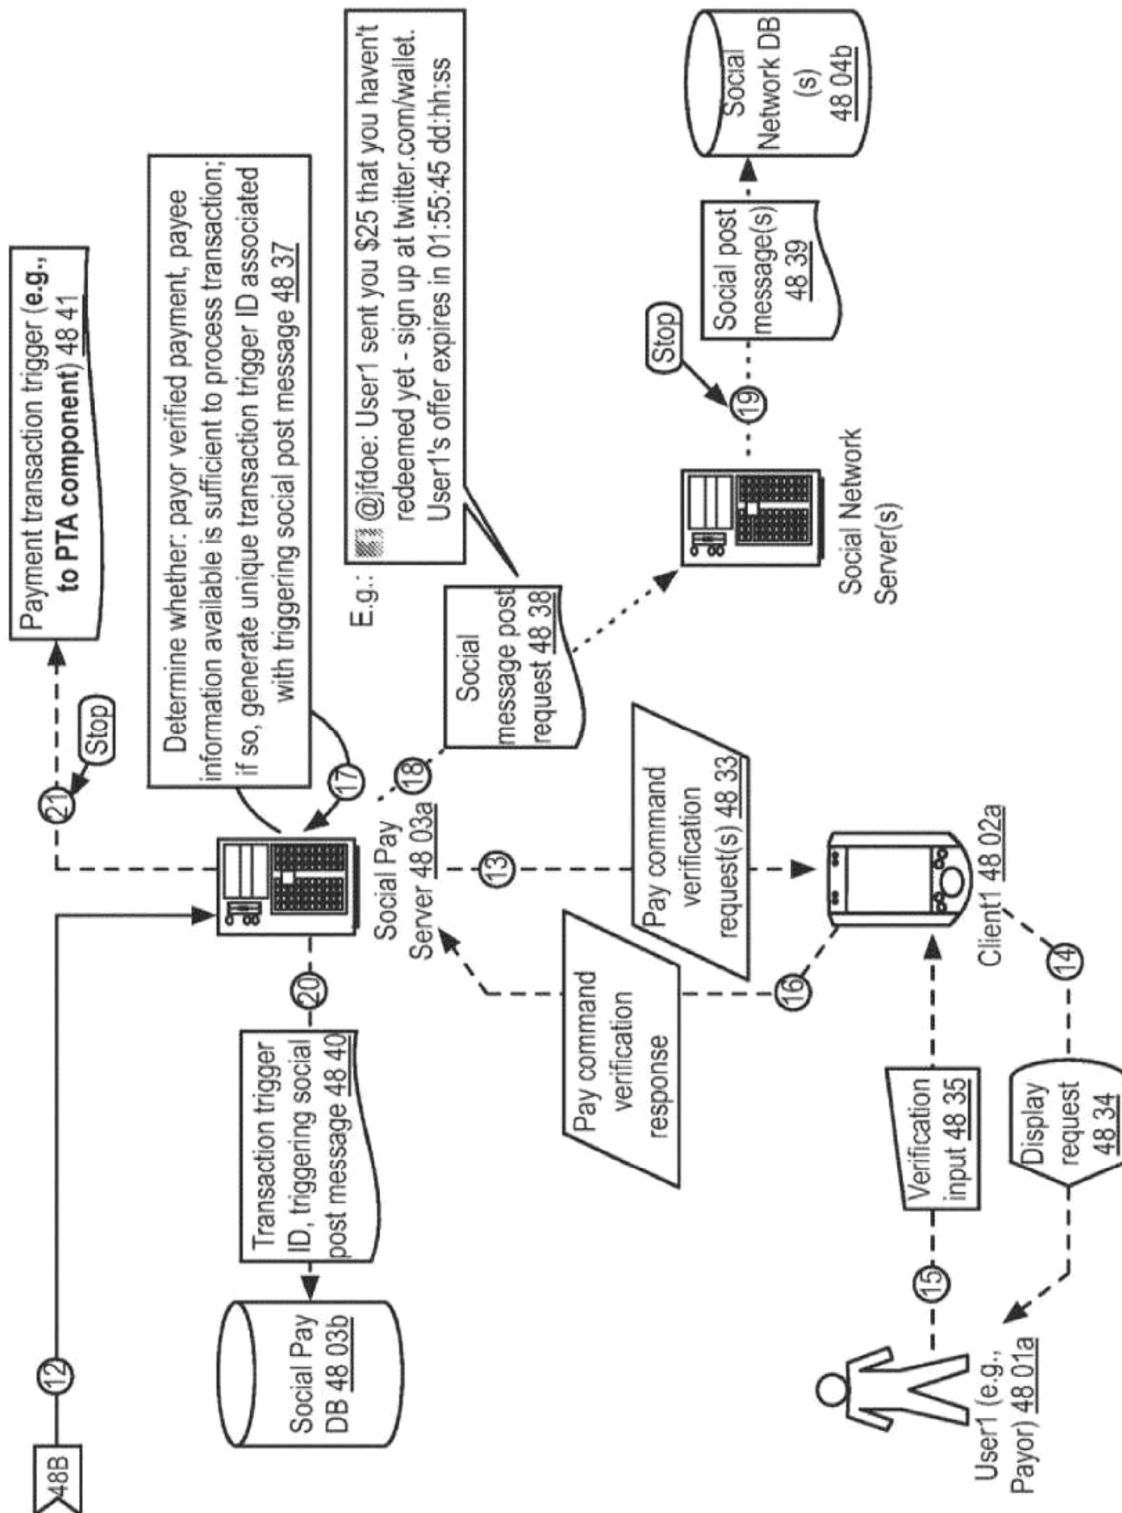 48B
12
Payment transaction trigger (e.g.,
to PTA component) 48 41
21
Stop
Determine whether: payor verified payment, payee
information available is sufficient to process transaction;
if so, generate unique transaction trigger ID associated
with triggering social post message 48 37
17
E.g.:
@jfdoe: User1 sent you $25 that you haven't
redeemed yet - sign up at twitter.com/wallet.
User1's offer expires in 01:55:45 dd:hh:ss
Social Pay
DB 48 03b
Transaction trigger
ID, triggering social
post message 48 40
20
Social Pay
Server 48 03a
18
Social
message post
request 48 38
Social Network
Server(s)
Stop
19
Social post
message(s)
48 39
Social
Network DB
(s)
48 04b
13
Pay command
verification
request(s) 48 33
Pay command
verification
response
16
Client1 48 02a
14
Display
request
48 34
Verification
input 48 35
15
User1 (e.g.,
Payor) 48 01a